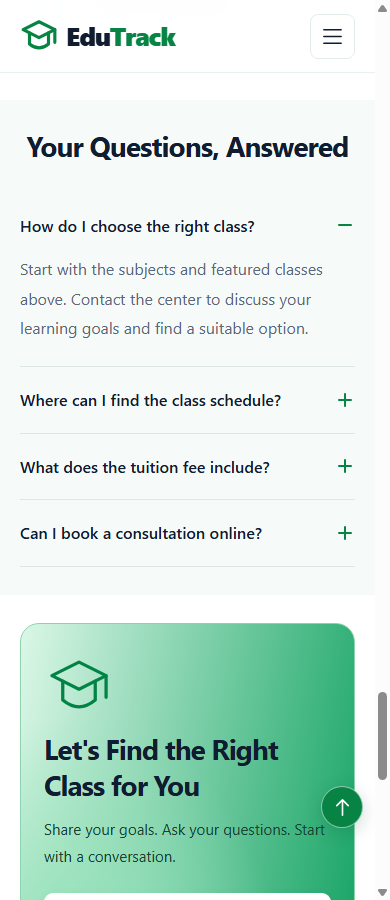 EduTrack
Your Questions, Answered
How do I choose the right class?
Start with the subjects and featured classes
above. Contact the center to discuss your
learning goals and find a suitable option.
Where can I find the class schedule?
What does the tuition fee include?
Can I book a consultation online?
Let's Find the Right
Class for You
Share your goals. Ask your questions. Start
with a conversation.